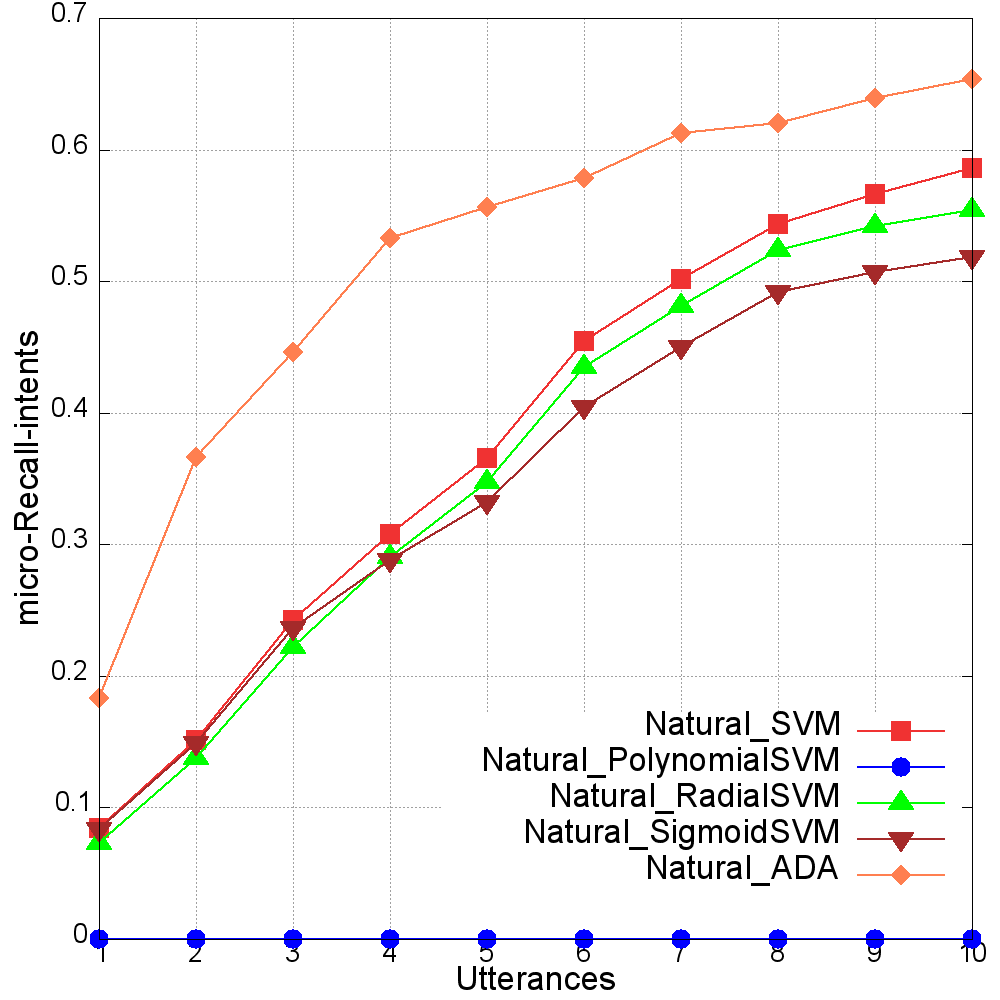 0.7
0.6
0.5
0.4
0.3
0.2
0.1
0
micro-Recall-intents
Natural_SVM
Natural_PolynomialSVM
Natural_RadialSVM
Natural_SigmoidSVM
Natural_ADA
1 2 3 4 5 6 7 8 9 10
Utterances